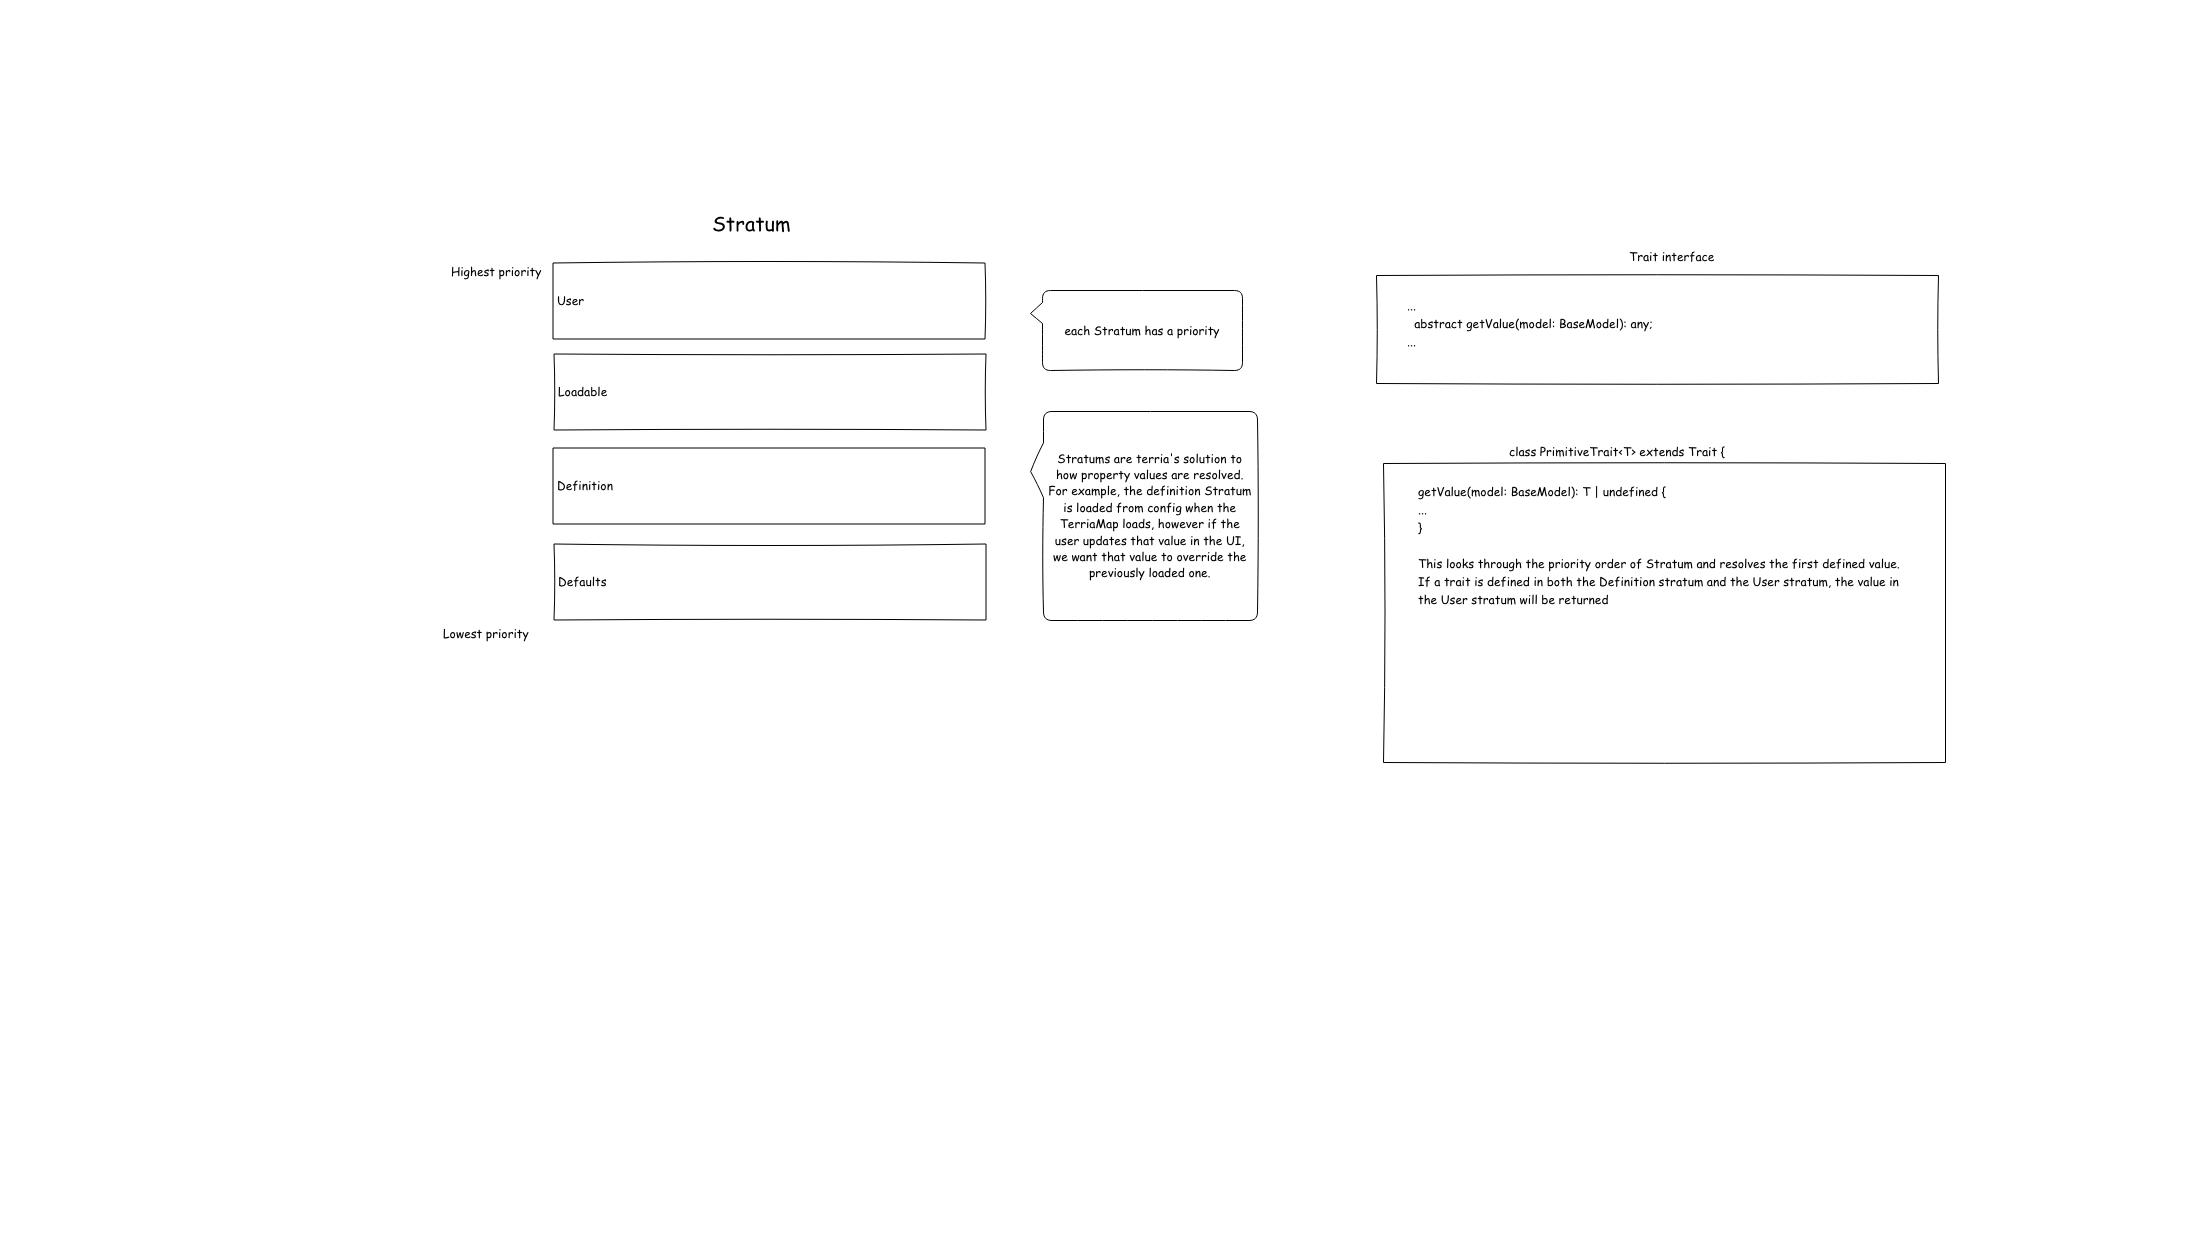 Stratum
Highest priority
User
Loadable
Definition
Defaults
Lowest priority
each Stratum has a priority
Stratums are terria's solution to
how property values are resolved.
For example, the definition Stratum
is loaded from config when the
TerriaMap loads, however if the
user updates that value in the UI,
we want that value to override the
previously loaded one.
Trait interface
...
abstract getValue(model: BaseModel): any;
...
class PrimitiveTrait<T> extends Trait {
getValue(model: BaseModel): T | undefined {
...
}
This looks through the priority order of Stratum and resolves the first defined value.
If a trait is defined in both the Definition stratum and the User stratum, the value in
the User stratum will be returned